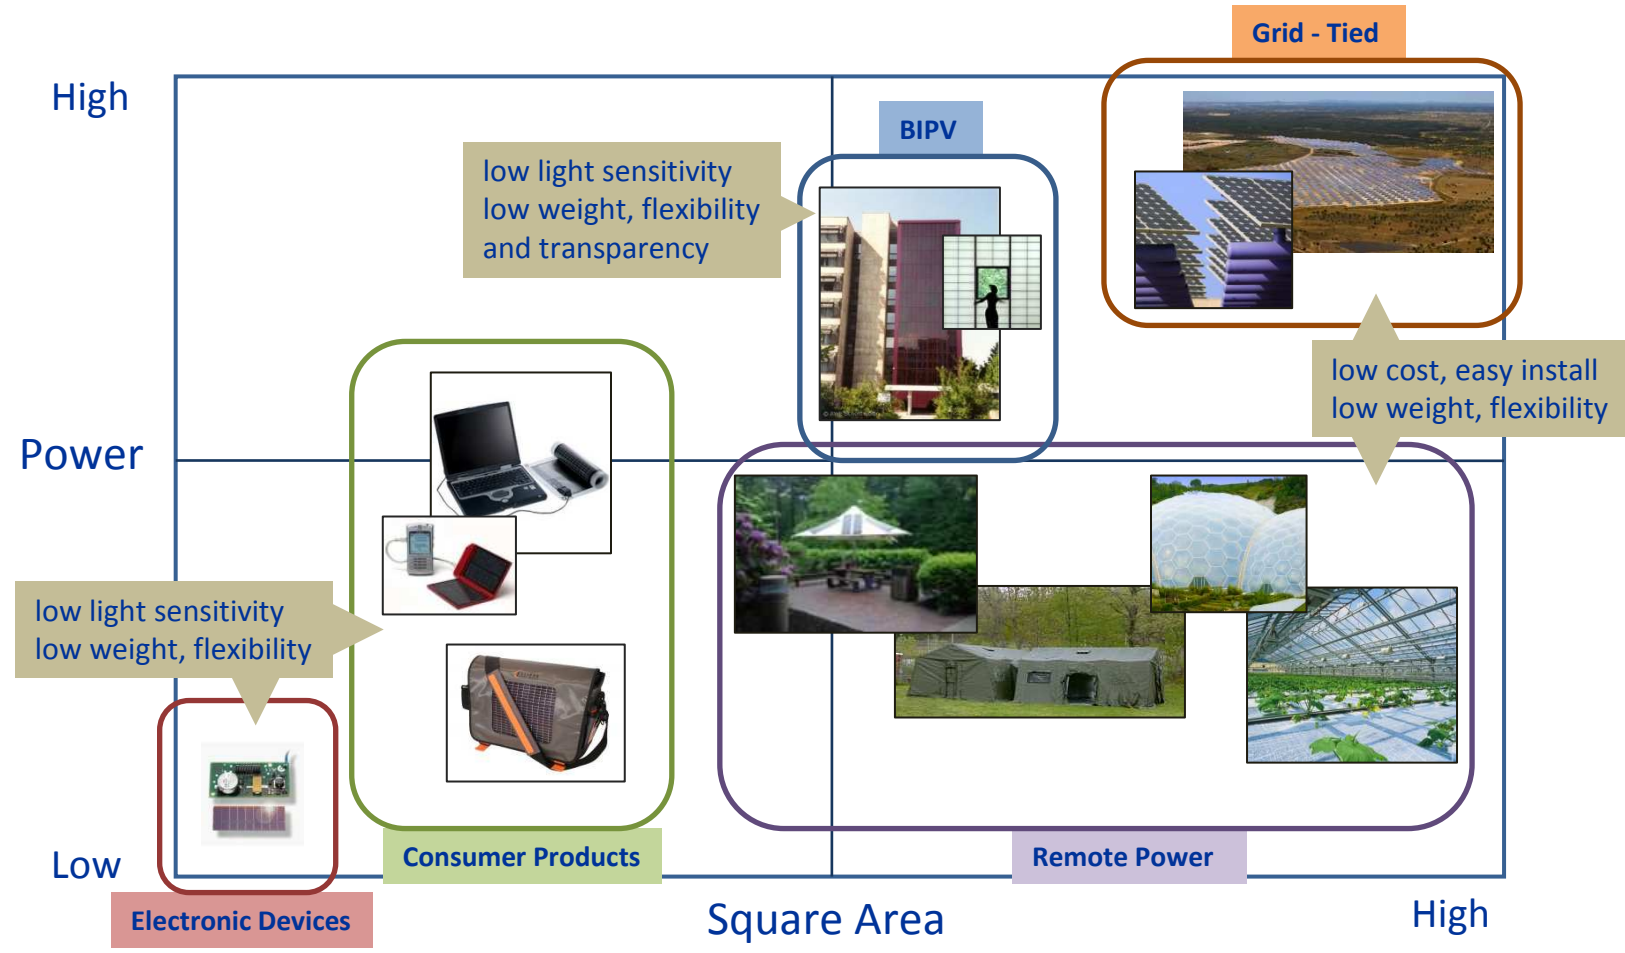 Grid - Tied
High
BIPV
low light sensitivity
low weight, flexibility
and transparency
low cost, easy install
low weight, flexibility
Power
low light sensitivity
low weight, flexibility
Low
Consumer Products
Remote Power
Electronic Devices
Square Area
High